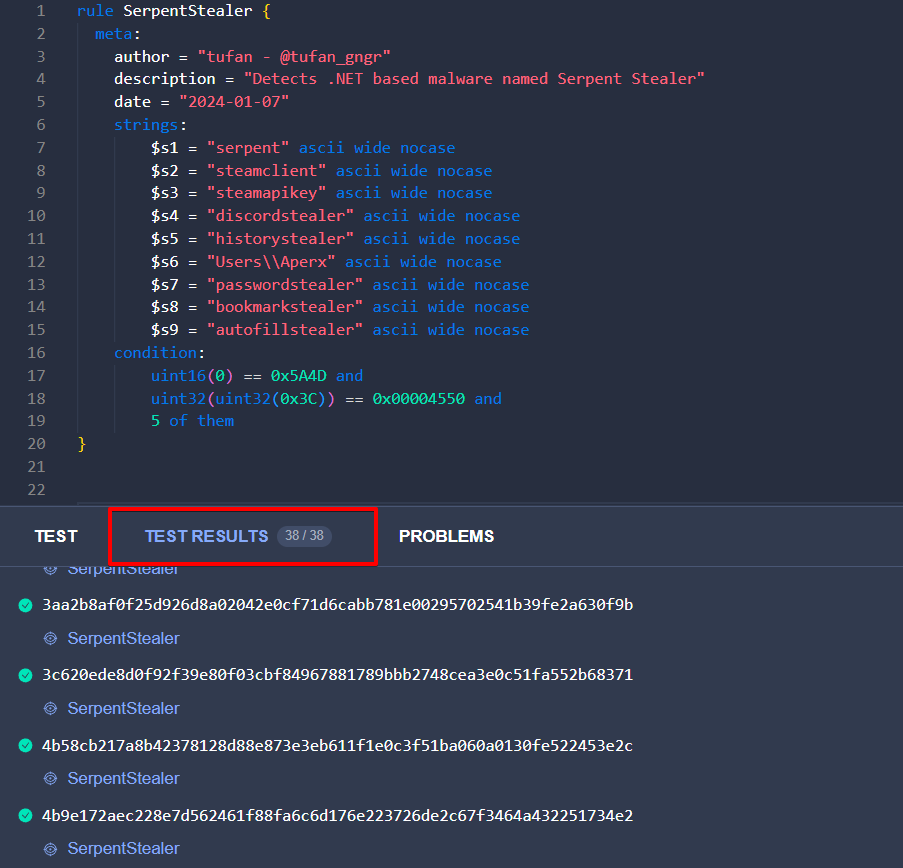 1 rule SerpentStealer {
2 meta:
3 author = "tufan - @tufan_gngr"
4 description = "Detects .NET based malware named Serpent Stealer"
5 date = "2024-01-07"
6 strings:
7 $s1 = "serpent" ascii wide nocase
8 $s2 = "steamclient" ascii wide nocase
9 $s3 = "steamapikey" ascii wide nocase
10 $s4 = "discordstealer" ascii wide nocase
11 $s5 = "historystealer" ascii wide nocase
12 $s6 = "Users\\Aperx" ascii wide nocase
13 $s7 = "passwordstealer" ascii wide nocase
14 $s8 = "bookmarkstealer" ascii wide nocase
15 $s9 = "autofillstealer" ascii wide nocase
16 condition:
17 uint16(0) == 0x5A4D and
18 uint32(uint32(0x3C)) == 0x00004550 and
19 5 of them
20 }
21
22
TEST TEST RESULTS 38 / 38 PROBLEMS
SerpentStealer
3aa2b8af0f25d926d8a02042e0cf71d6cabb781e00295702541b39fe2a630f9b
SerpentStealer
3c620ede8d0f92f39e80f03cbf84967881789bbb2748cea3e0c51fa552b68371
SerpentStealer
4b58cb217a8b42378128d88e873e3eb611f1e0c3f51ba060a0130fe522453e2c
SerpentStealer
4b9e172aec228e7d562461f88fa6c6d176e223726de2c67f3464a432251734e2
SerpentStealer